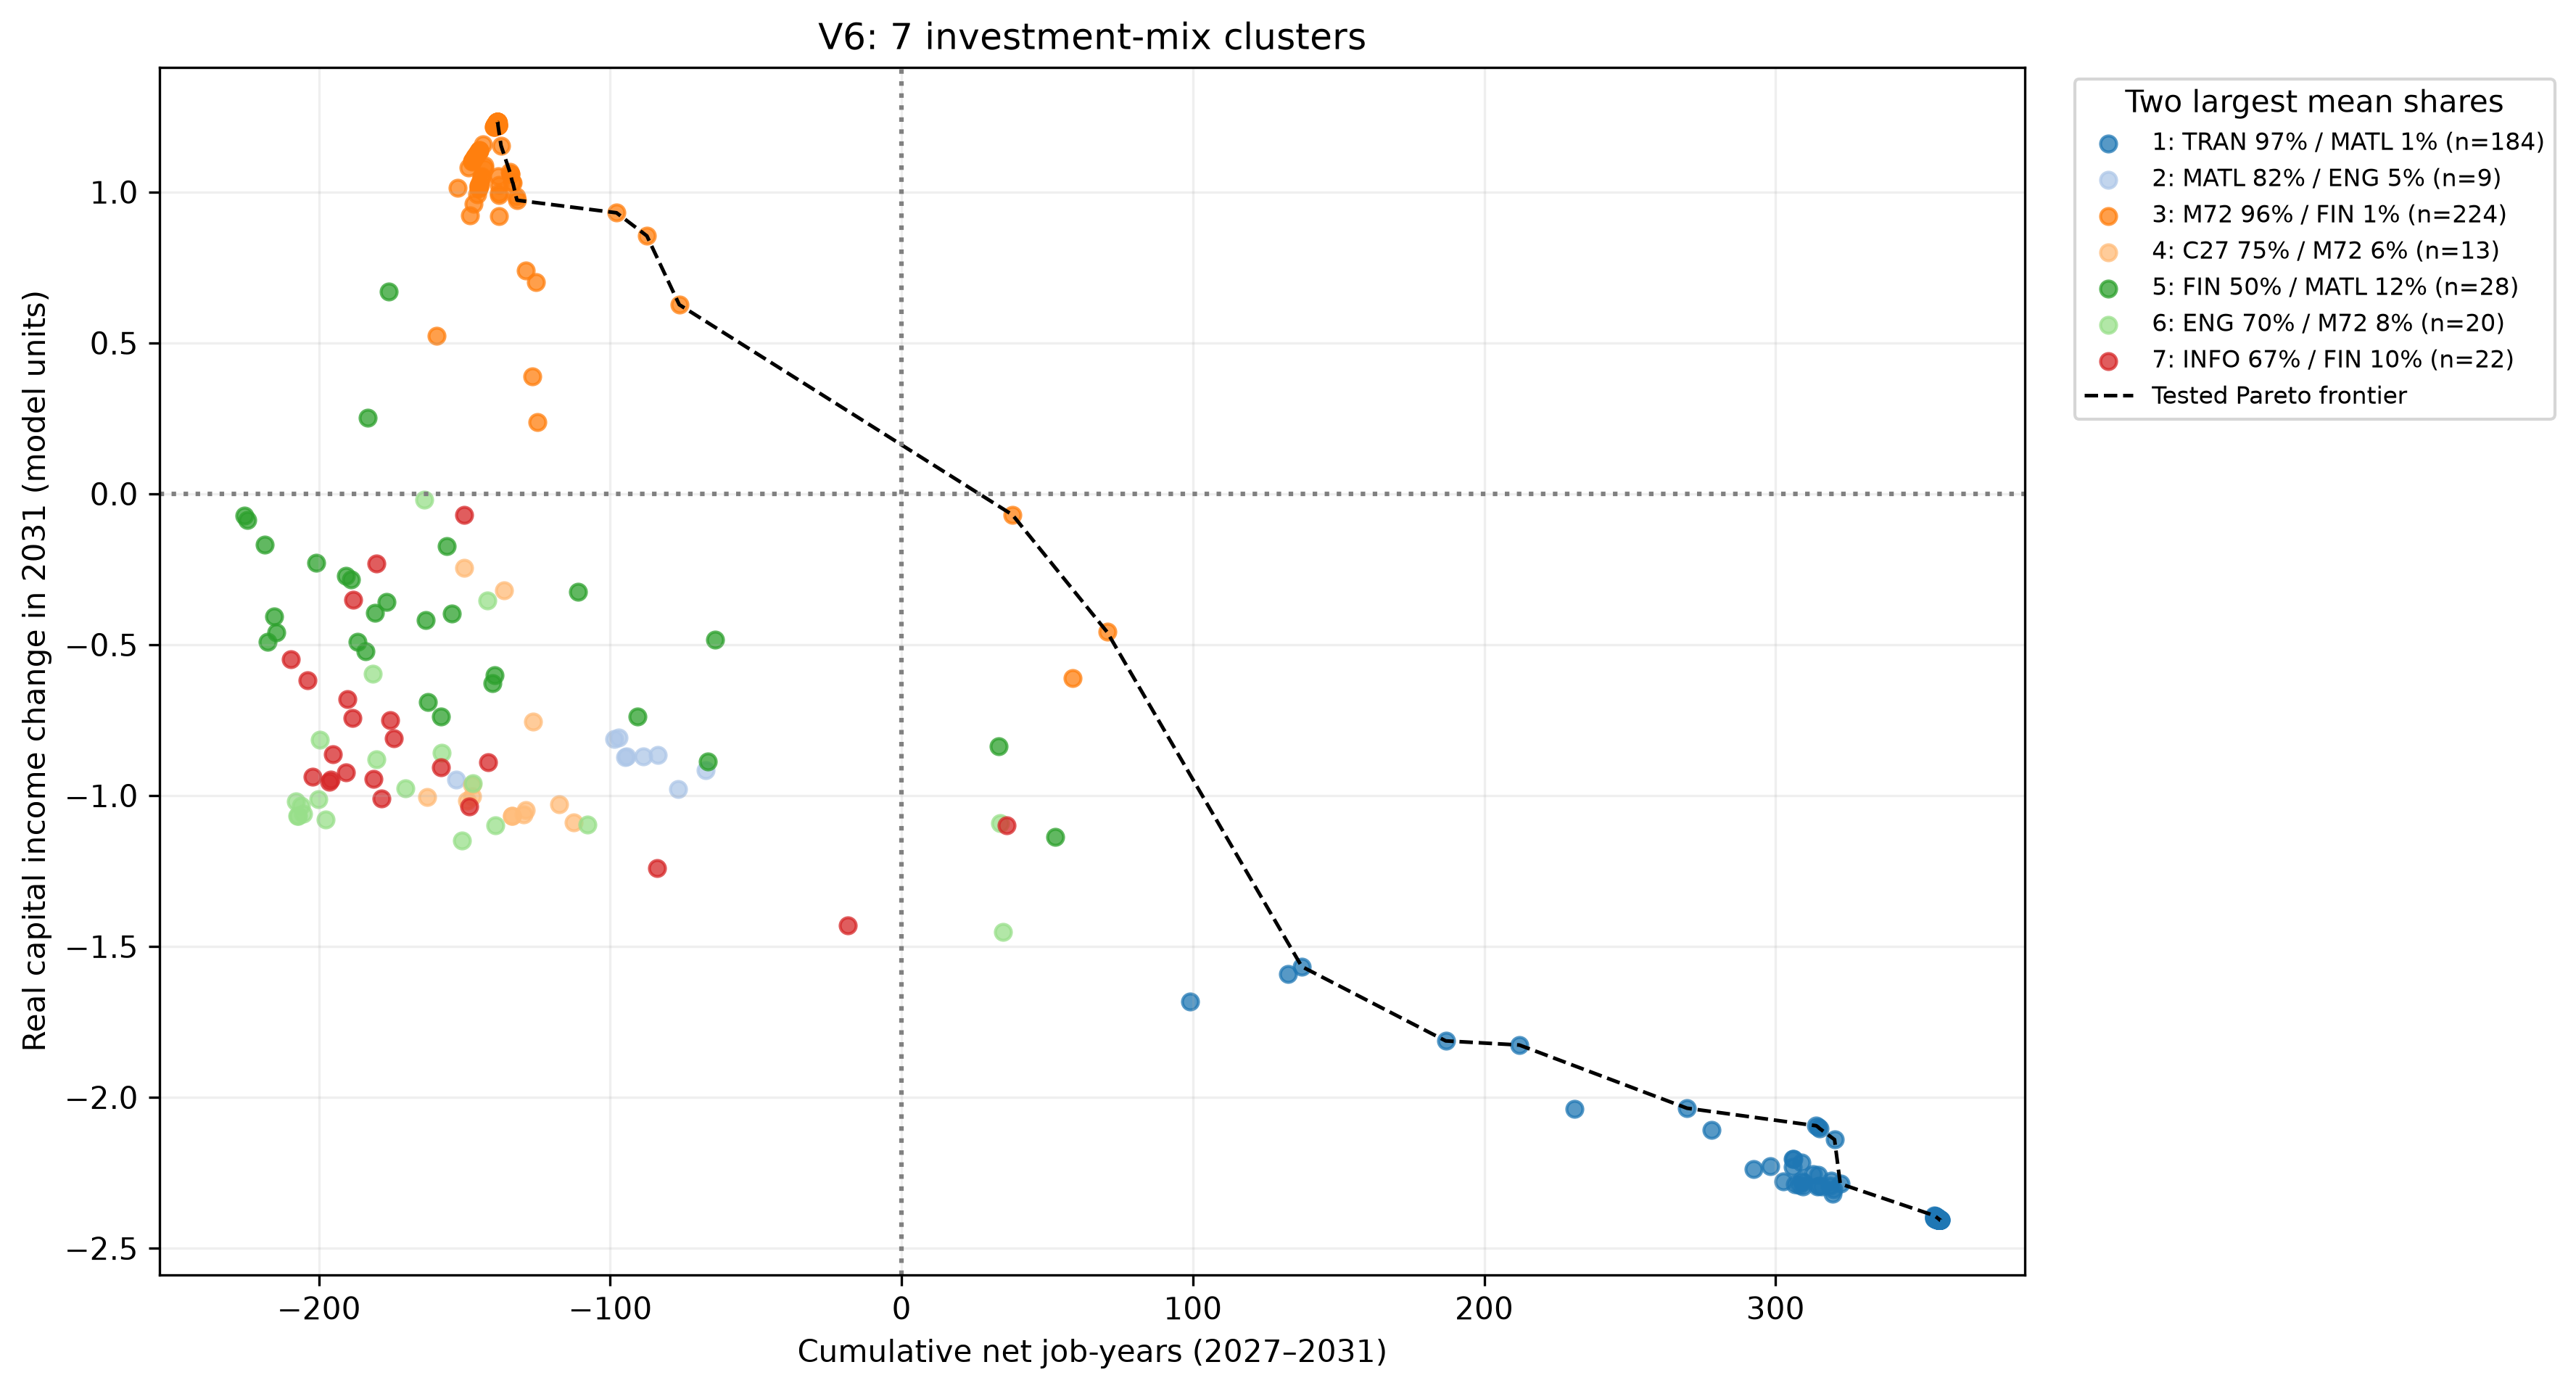 V6: 7 investment-mix clusters
Real capital income change in 2031 (model units)
1.0
0.5
0.0
−0.5
−1.0
−1.5
−2.0
−2.5
−200
−100
0
100
200
300
Cumulative net job-years (2027–2031)
Two largest mean shares
1: TRAN 97% / MATL 1% (n=184)
2: MATL 82% / ENG 5% (n=9)
3: M72 96% / FIN 1% (n=224)
4: C27 75% / M72 6% (n=13)
5: FIN 50% / MATL 12% (n=28)
6: ENG 70% / M72 8% (n=20)
7: INFO 67% / FIN 10% (n=22)
Tested Pareto frontier